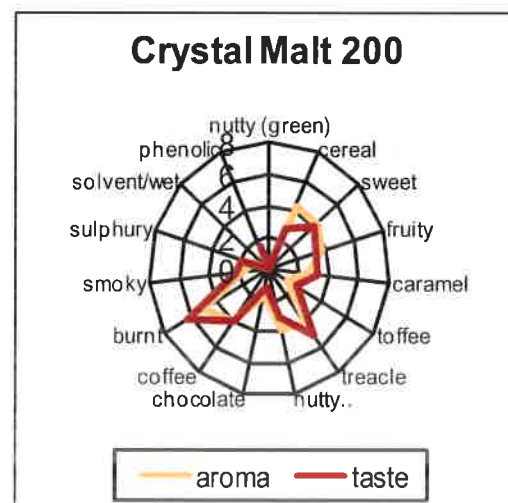 Crystal Malt 200
nutty (green)
phenolic
cereal
solvent/wet
sweet
sulphury
fruity
smoky
caramel
burnt
toffee
coffee
treacle
chocolate
nutty..
8
6
4
2
0
aroma
taste